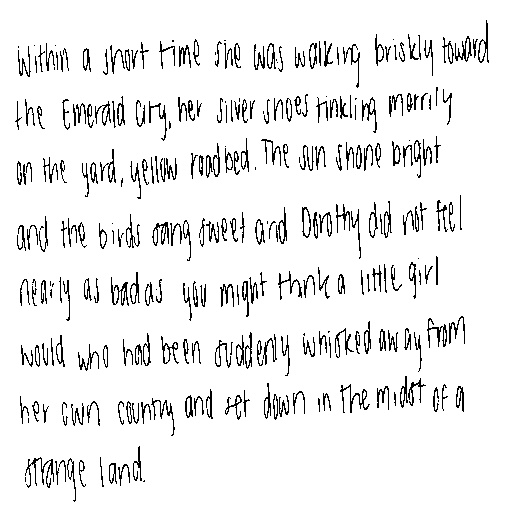 Within a short time she was walking briskly toward
the Emerald City, her silver shoes tinkling merrily
on the yard, yellow roadbed. The sun shone bright
and the birds sang sweet and Dorothy did not feel
nearly as bad as you might think a little girl
would who had been suddenly whisked away from
her own country and set down in the midst of a
strange land.